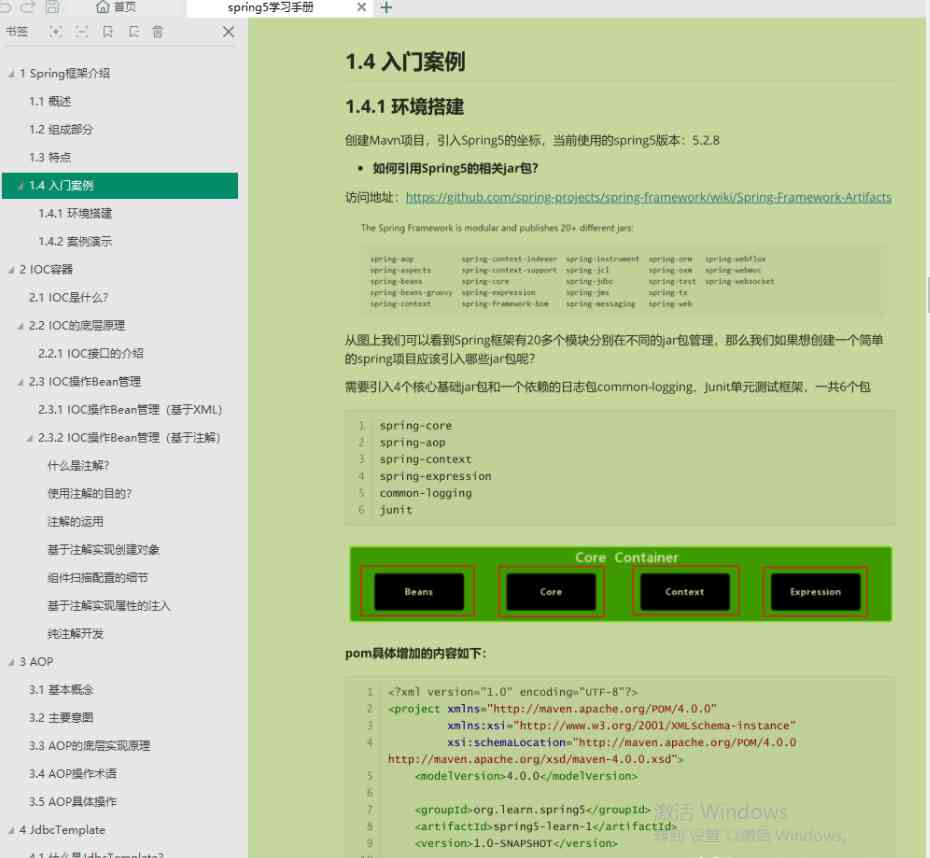 首页
spring5学习手册
书签
1 Spring框架介绍
1.1 概述
1.2 组成部分
1.3 特点
1.4 入门案例
1.4.1 环境搭建
1.4.2 案例演示
2 IOC容器
2.1 IOC是什么?
2.2 IOC的底层原理
2.2.1 IOC接口的介绍
2.3 IOC操作Bean管理
2.3.1 IOC操作Bean管理（基于XML）
2.3.2 IOC操作Bean管理（基于注解）
什么是注解?
使用注解的目的?
注解的运用
基于注解实现创建对象
组件扫描配置的细节
基于注解实现属性的注入
纯注解开发
3 AOP
3.1 基本概念
3.2 主要意图
3.3 AOP的底层实现原理
3.4 AOP操作术语
3.5 AOP具体操作
4 JdbcTemplate
4.1 什么是JdbcTemplate?
1.4 入门案例
1.4.1 环境搭建
创建Mavn项目，引入Spring5的坐标，当前使用的spring5版本：5.2.8
• 如何引用Spring5的相关jar包?
访问地址：https://github.com/spring-projects/spring-framework/wiki/Spring-Framework-Artifacts
The Spring Framework is modular and publishes 20+ different jars:
spring-aop spring-context-indexer spring-instrument spring-orm spring-webflux
spring-aspects spring-context-support spring-jcl spring-oxm spring-webmvc
spring-beans spring-core spring-jdbc spring-test spring-websocket
spring-beans-groovy spring-expression spring-jms spring-tx
spring-context spring-framework-bom spring-messaging spring-web
从图上我们可以看到Spring框架有20多个模块分别在不同的jar包管理，那么我们如果想创建一个简单
的spring项目应该引入哪些jar包呢?
需要引入4个核心基础jar包和一个依赖的日志包common-logging，Junit单元测试框架，一共6个包
1 spring-core
2 spring-aop
3 spring-context
4 spring-expression
5 common-logging
6 junit
Core Container
Beans Core Context Expression
pom具体增加的内容如下：
1 <?xml version="1.0" encoding="UTF-8"?>
2 <project xmlns="http://maven.apache.org/POM/4.0.0"
3 xmlns:xsi="http://www.w3.org/2001/XMLSchema-instance"
4 xsi:schemaLocation="http://maven.apache.org/POM/4.0.0
http://maven.apache.org/xsd/maven-4.0.0.xsd">
5 <modelVersion>4.0.0</modelVersion>
6
7 <groupId>org.learn.spring5</groupId>
8 <artifactId>spring5-learn-1</artifactId>
9 <version>1.0-SNAPSHOT</version>
激活 Windows
转到"设置"以激活 Windows。